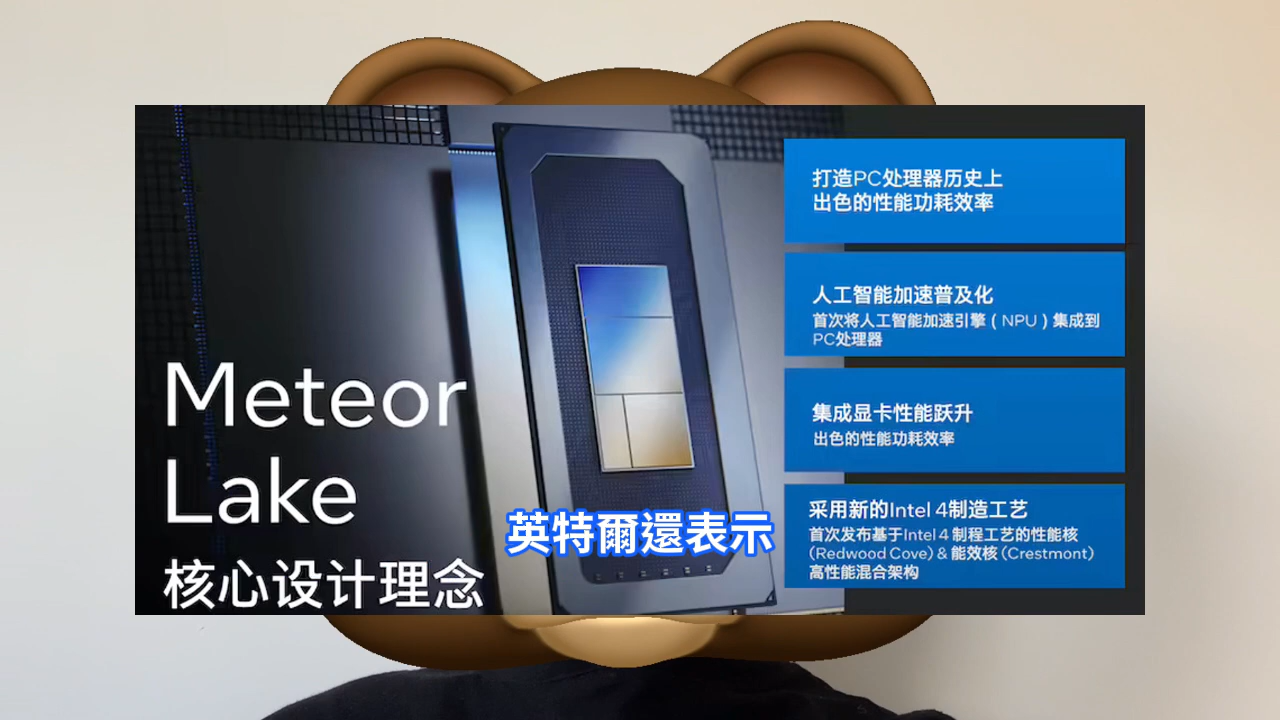 Meteor
Lake
核心设计理念
打造PC处理器历史上
出色的性能功耗效率
人工智能加速普及化
首次将人工智能加速引擎（NPU）集成到
PC处理器
集成显卡性能跃升
出色的性能功耗效率
采用新的Intel 4制造工艺
首次发布基于Intel 4 制程工艺的性能核
(Redwood Cove) & 能效核 (Crestmont)
高性能混合架构
英特爾還表示